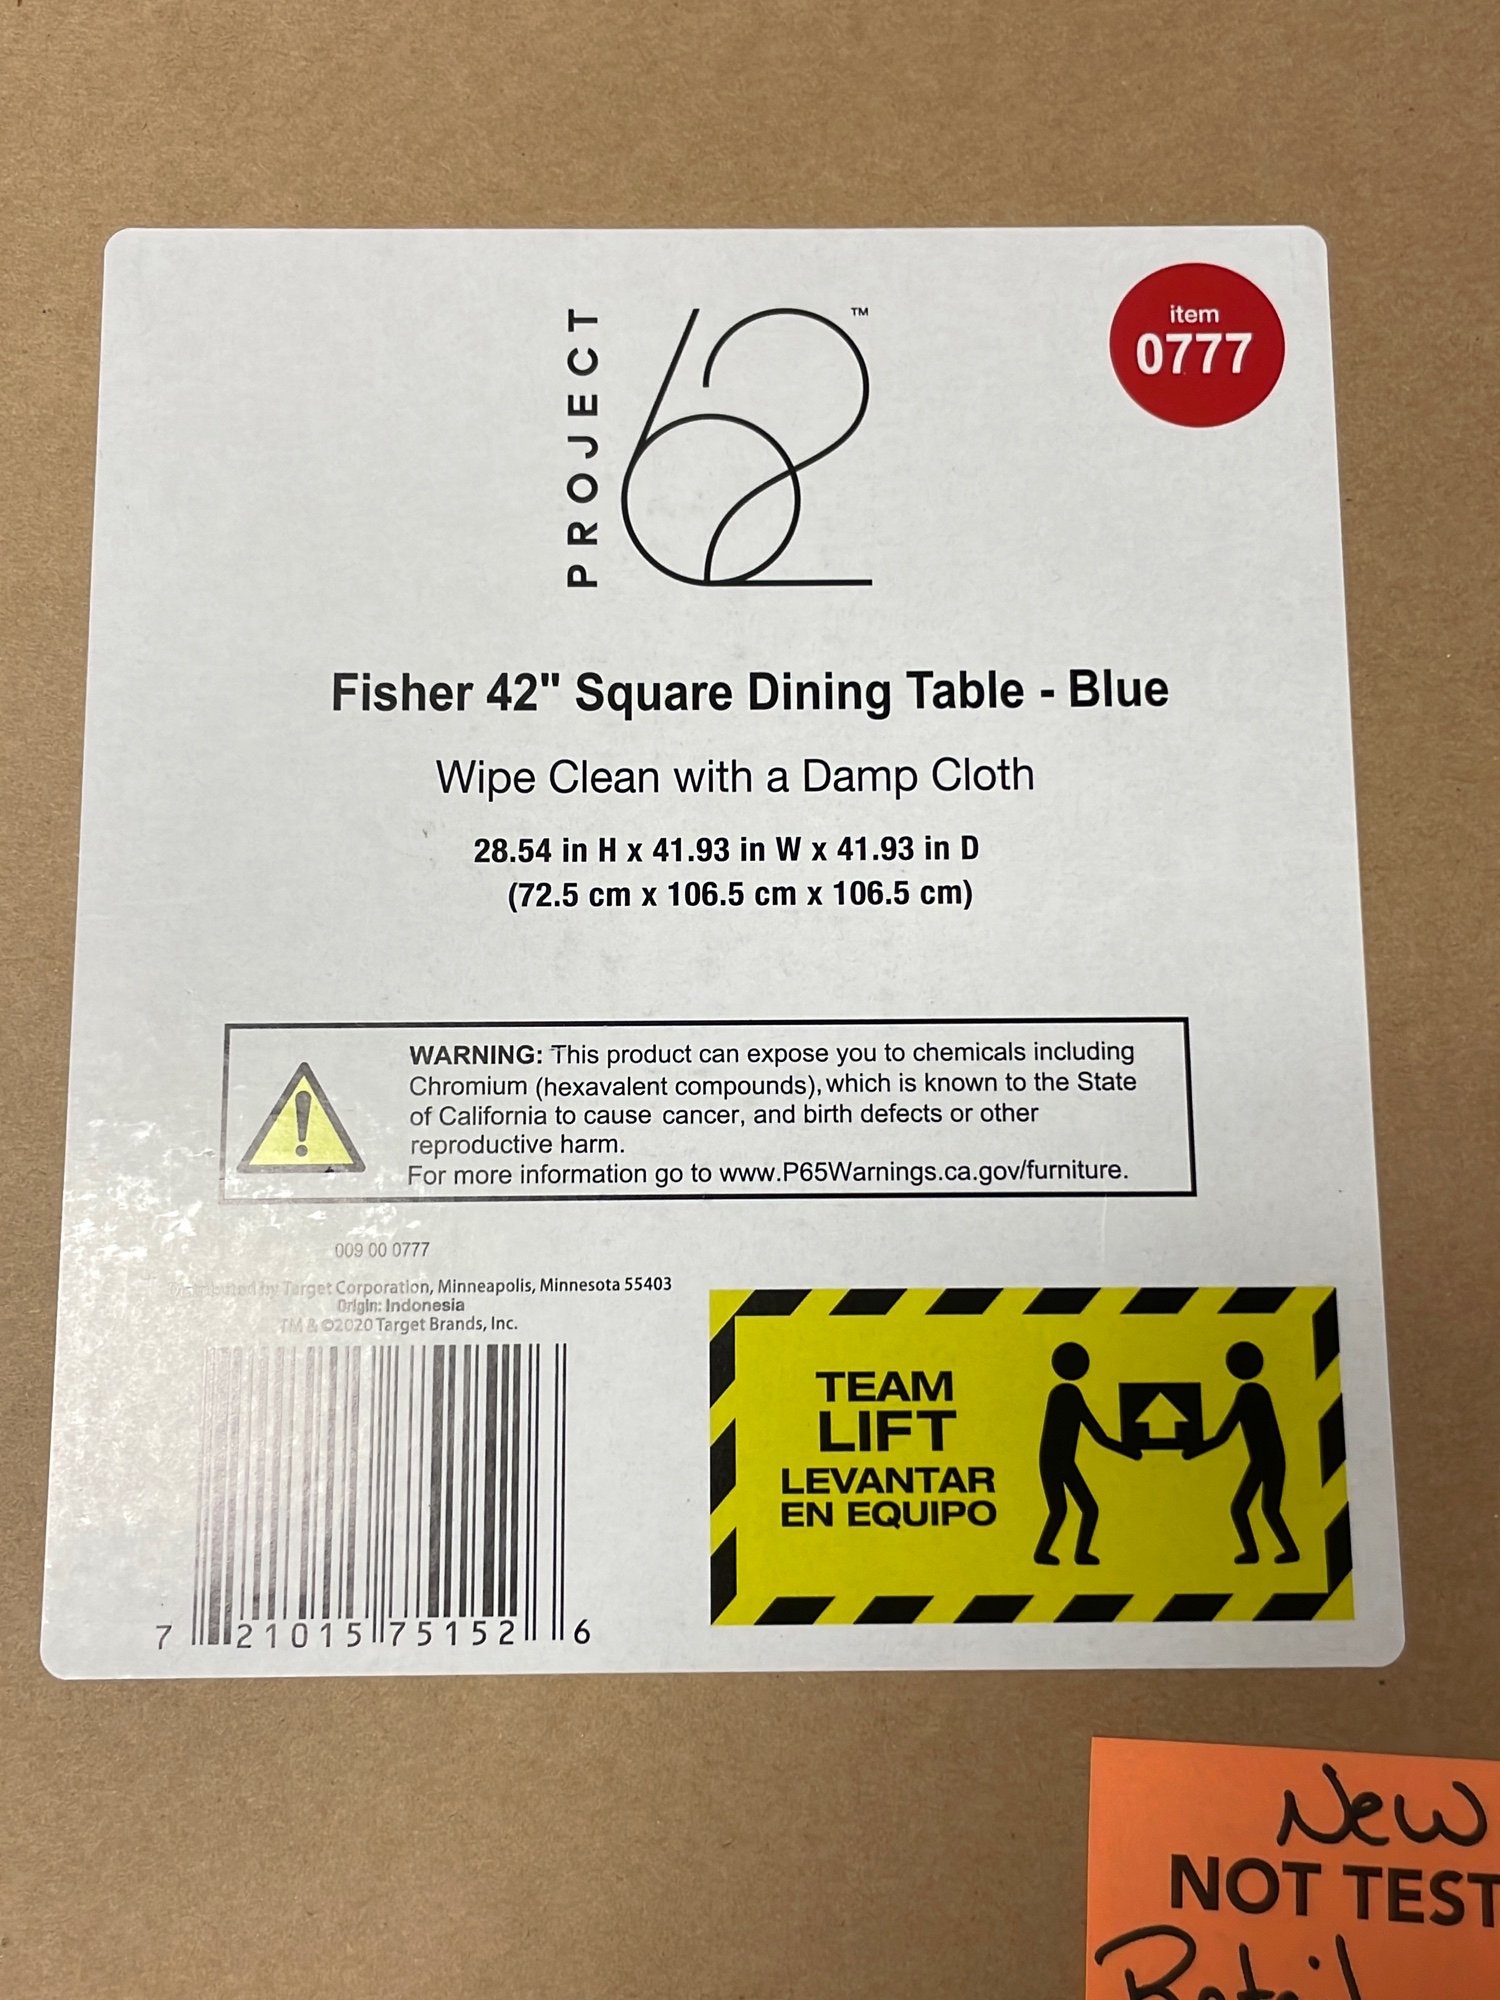 PROJECT
62™
item
0777
Fisher 42" Square Dining Table - Blue
Wipe Clean with a Damp Cloth
28.54 in H x 41.93 in W x 41.93 in D
(72.5 cm x 106.5 cm x 106.5 cm)
WARNING: This product can expose you to chemicals including
Chromium (hexavalent compounds), which is known to the State
of California to cause cancer, and birth defects or other
reproductive harm.
For more information go to www.P65Warnings.ca.gov/furniture.
009 00 0777
Distributed by Target Corporation, Minneapolis, Minnesota 55403
Origin: Indonesia
TM & ©2020 Target Brands, Inc.
7 21015 75152 6
TEAM
LIFT
LEVANTAR
EN EQUIPO
New
NOT TEST
Retail